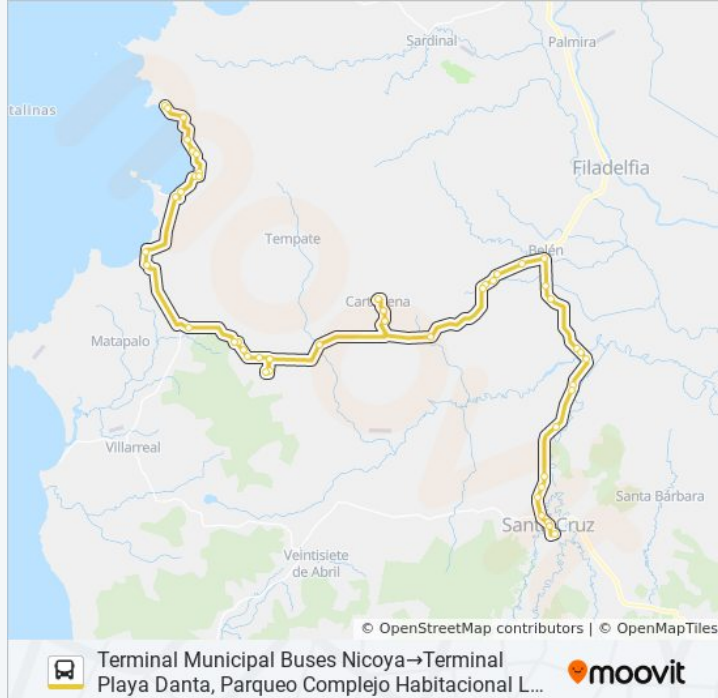 Sardinal
Palmira
talinas
Filadelfia
Tempate
Belén
Cartagena
Matapalo
Villarreal
Santa Bárbara
Santa Cruz
Veintisiete
de Abril
© OpenStreetMap contributors | © OpenMapTiles
Terminal Municipal Buses Nicoya→Terminal
Playa Danta, Parqueo Complejo Habitacional L...
moovit